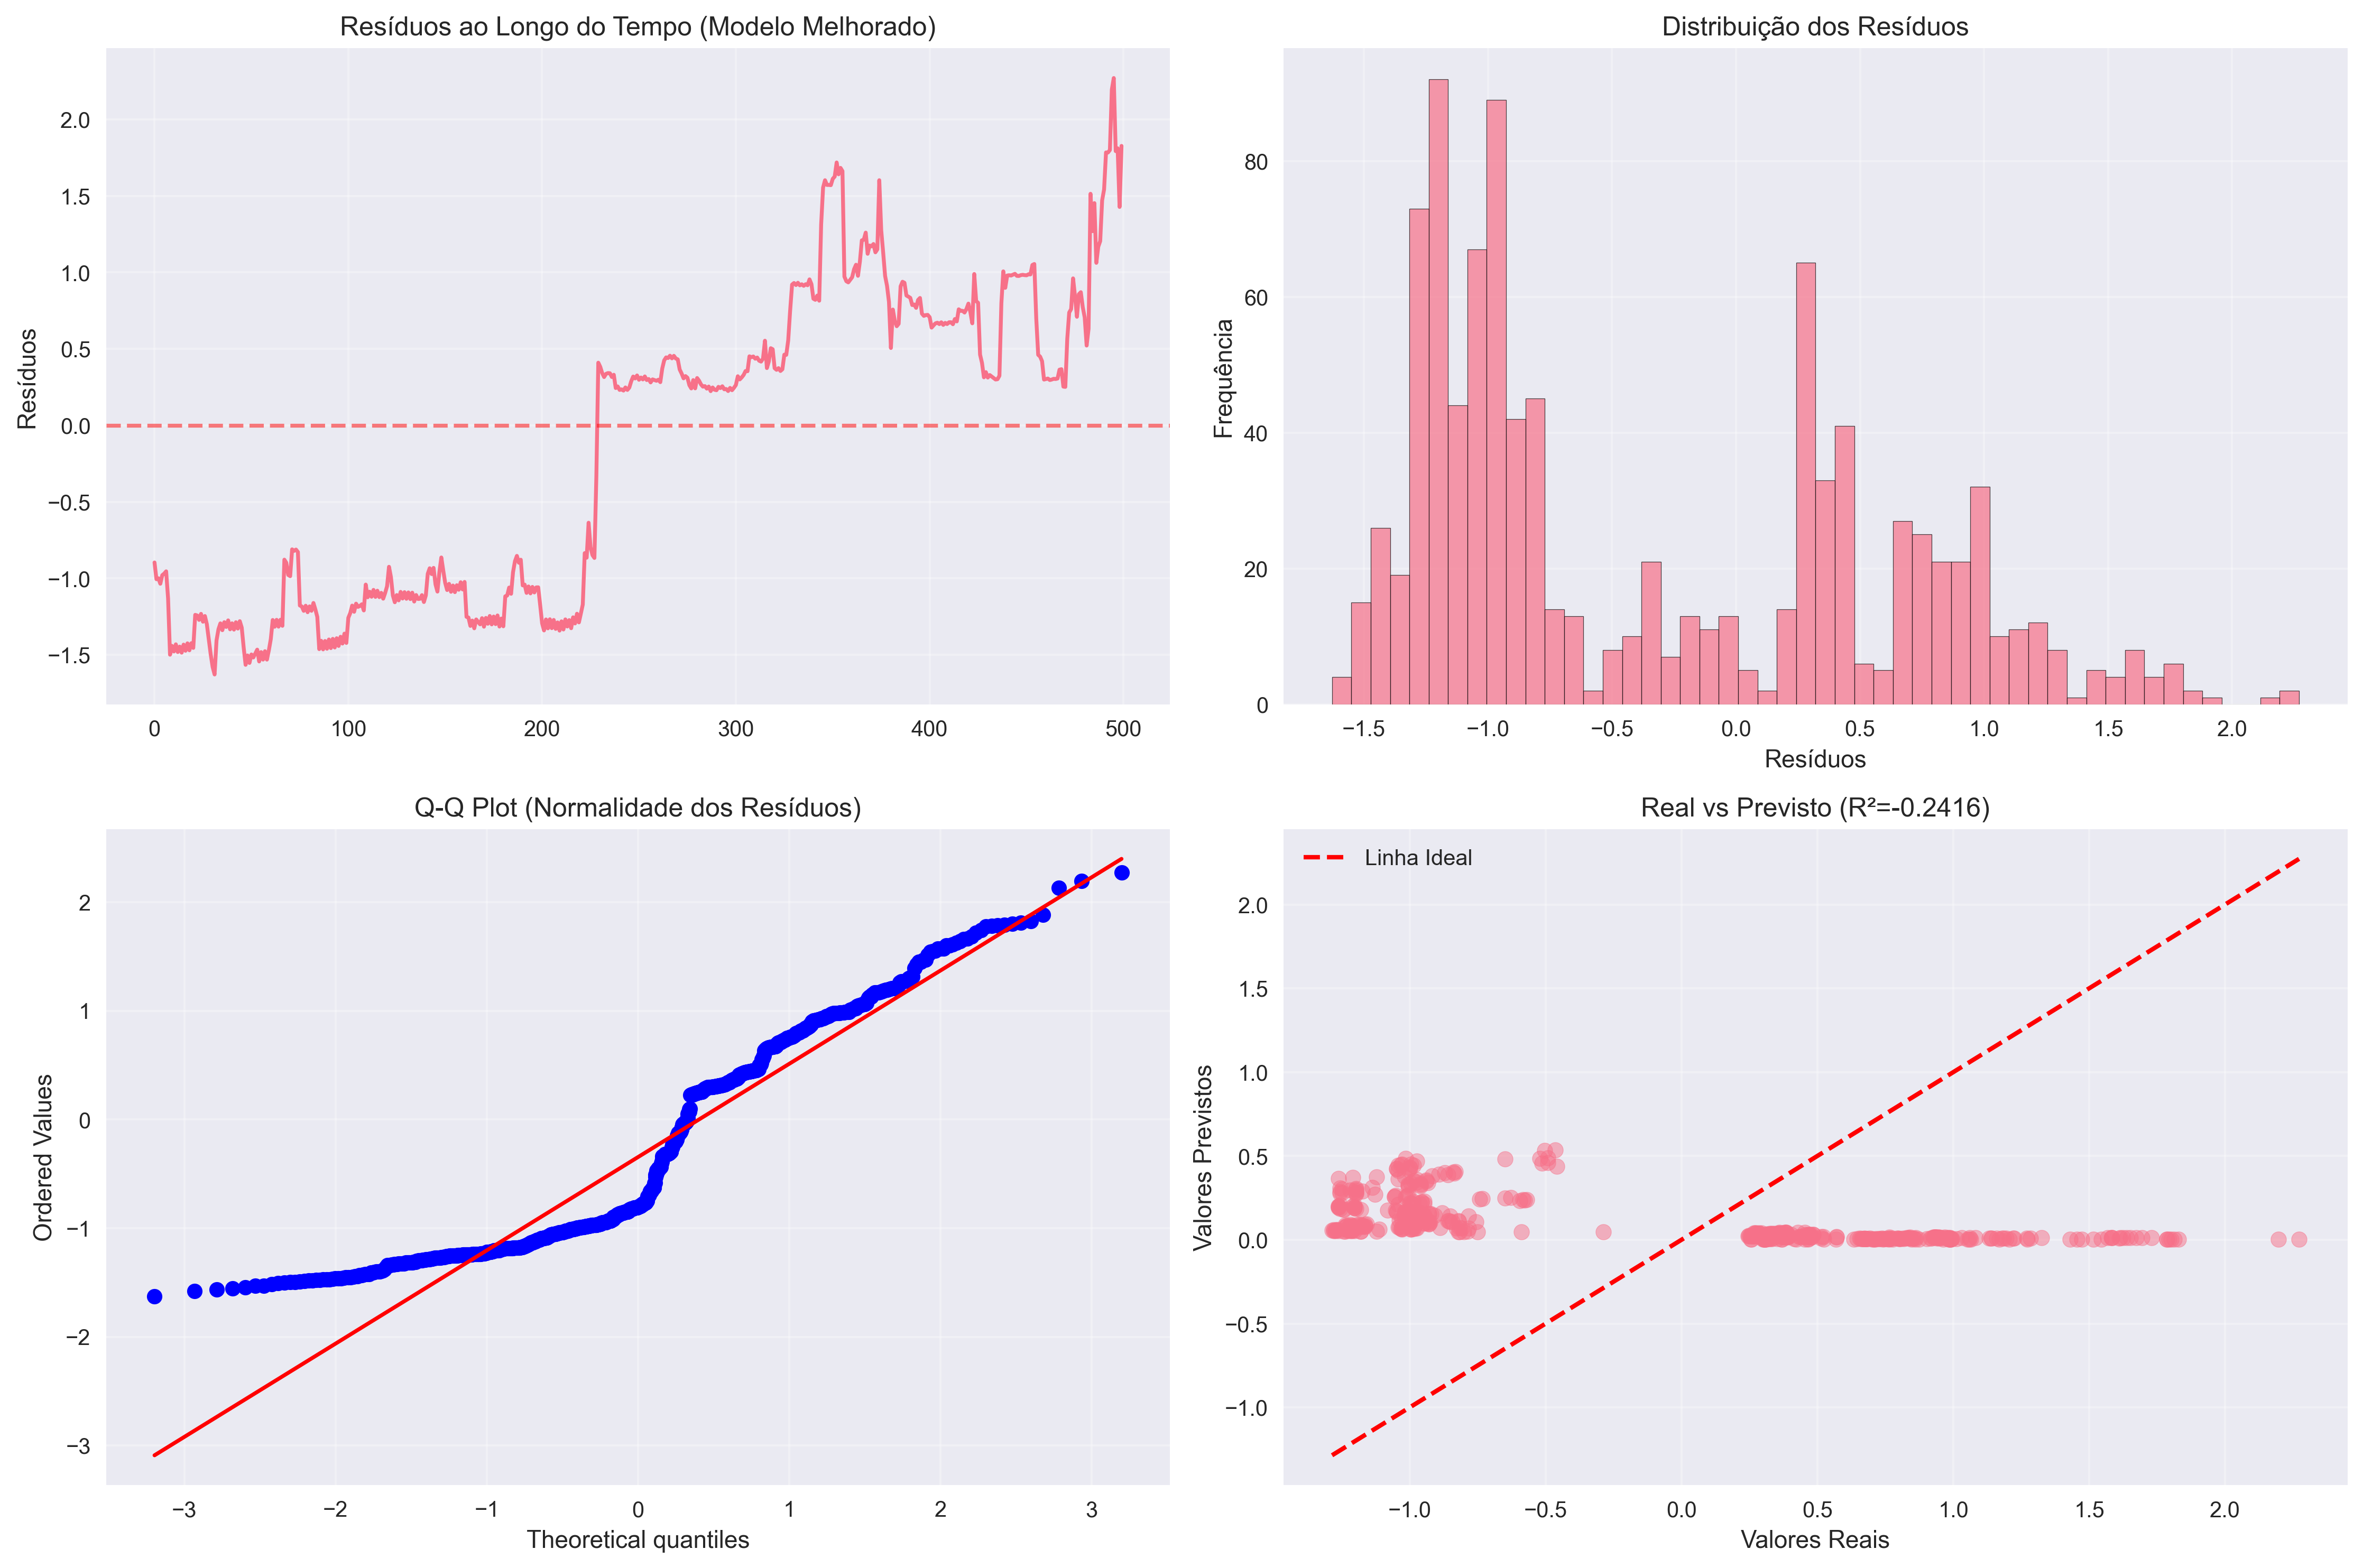 Resíduos ao Longo do Tempo (Modelo Melhorado)
Resíduos
2.0
1.5
1.0
0.5
0.0
−0.5
−1.0
−1.5
0 100 200 300 400 500
Distribuição dos Resíduos
Frequência
80
60
40
20
0
−1.5 −1.0 −0.5 0.0 0.5 1.0 1.5 2.0
Resíduos
Q-Q Plot (Normalidade dos Resíduos)
Ordered Values
2
1
0
−1
−2
−3
−3 −2 −1 0 1 2 3
Theoretical quantiles
Real vs Previsto (R²=-0.2416)
Linha Ideal
Valores Previstos
2.0
1.5
1.0
0.5
0.0
−0.5
−1.0
−1.0 −0.5 0.0 0.5 1.0 1.5 2.0
Valores Reais